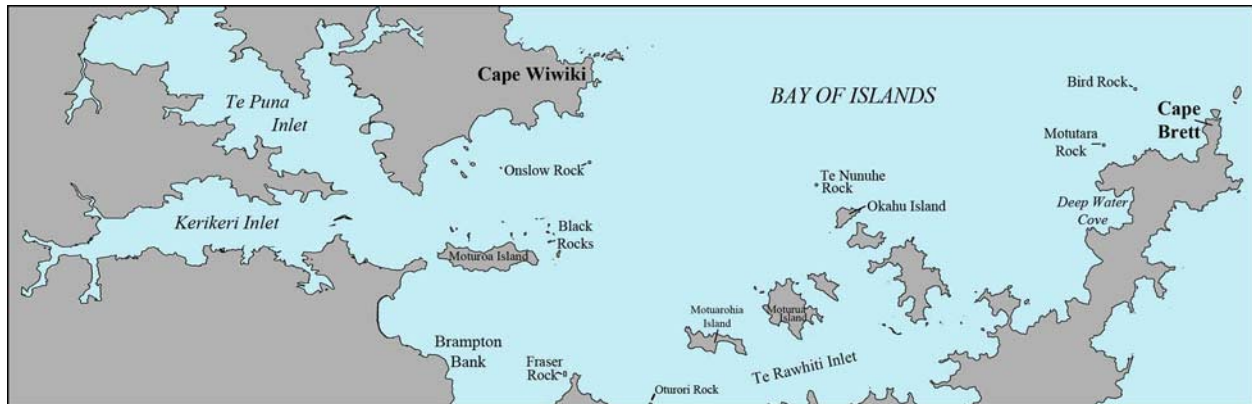 Cape Wiwiki
Te Puna
Inlet
BAY OF ISLANDS
Bird Rock
Cape
Brett
Motutara
Rock
Onslow Rock
Te Nunuhe
Rock
Okahu Island
Deep Water
Cove
Kerikeri Inlet
Black
Rocks
Moturoa Island
Motuarohia
Island
Moturua
Island
Brampton
Bank
Fraser
Rock
Te Rawhiti Inlet
Oturori Rock